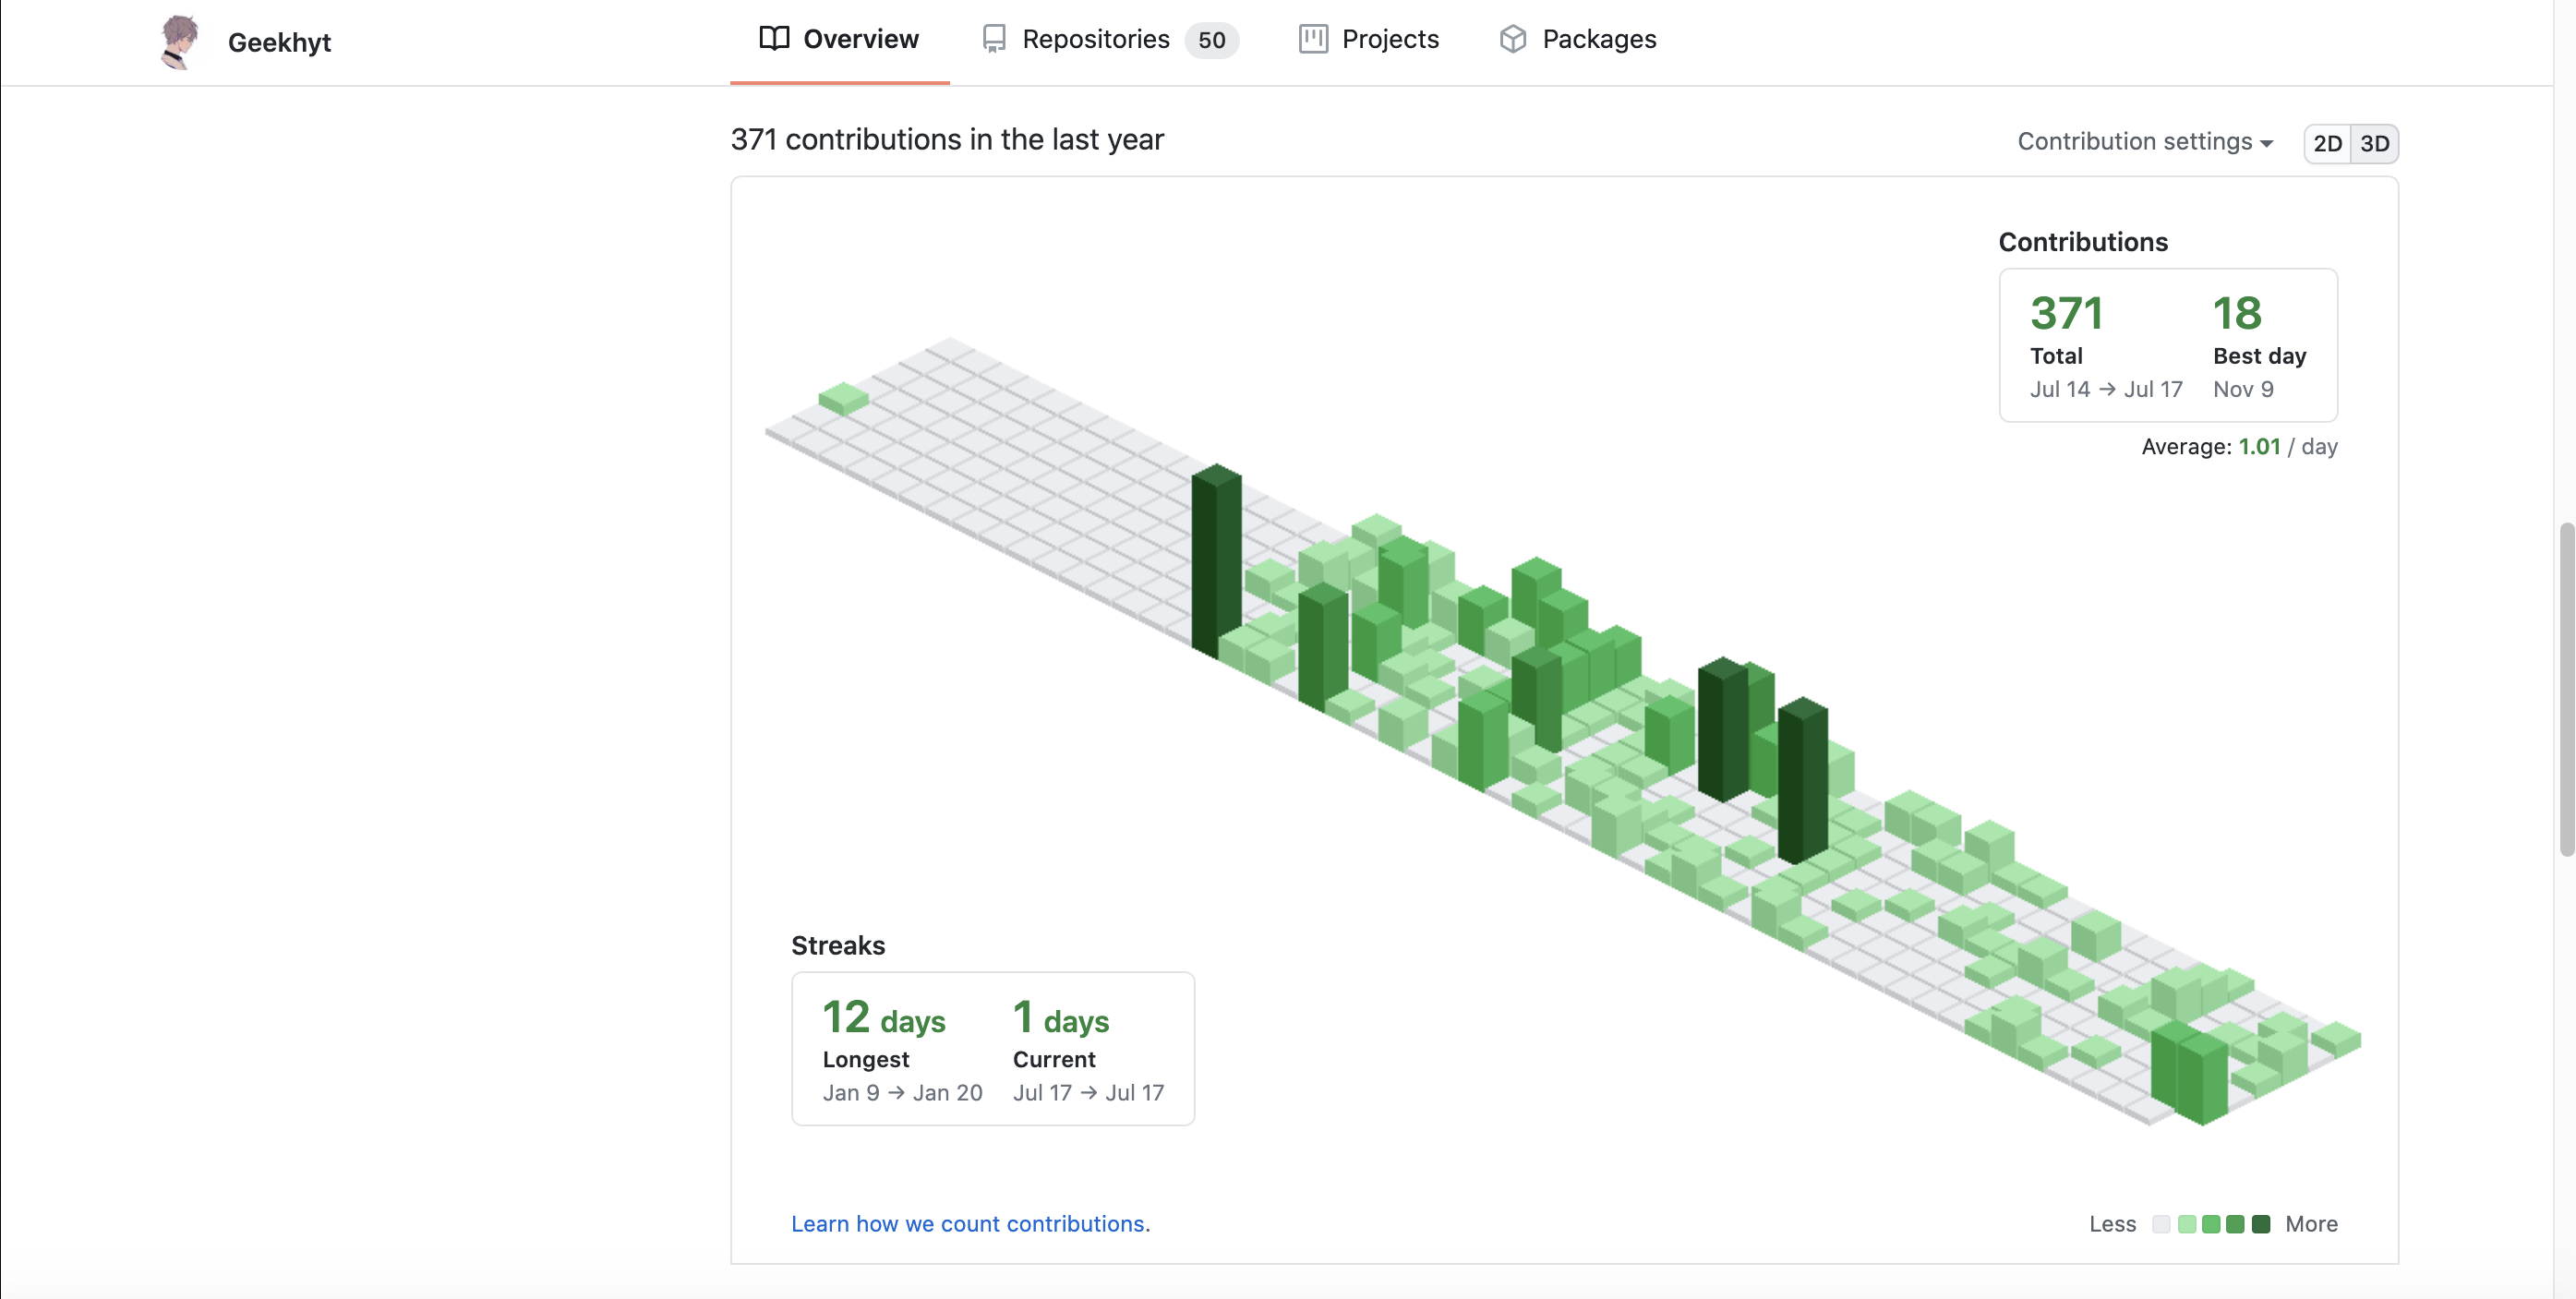 Geekhyt
Overview
Repositories 50
Projects
Packages
371 contributions in the last year
Contribution settings
2D 3D
Contributions
371 18
Total Best day
Jul 14 → Jul 17 Nov 9
Average: 1.01 / day
Streaks
12 days 1 days
Longest Current
Jan 9 → Jan 20 Jul 17 → Jul 17
Learn how we count contributions.
Less More